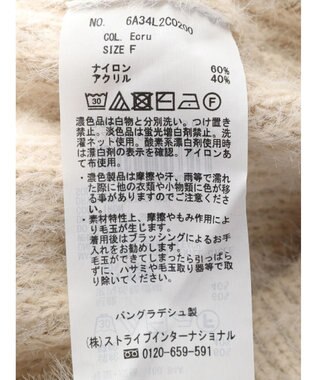 NO. 6A34L2C0200
COL. Ecru
SIZE F
ナイロン 60%
アクリル 40%
30
F
濃色品は白物と分別洗い。つけ置き
禁止。淡色品は蛍光増白剤禁止。洗
濯ネット使用。酸素系漂白剤使用時
は漂白剤の表示を確認。アイロンあ
て布使用。
・濃色製品は摩擦や汗、雨等で濡れ
た際に他の衣類や小物類に色が移
る事がありますのでご注意くださ
い。
・素材特性上、摩擦やもみ作用によ
り毛玉が生じます。
着用後はブラッシングによるお手
入れをお勧めします。
毛玉ができてしまったら引っぱら
ずに、ハサミや毛玉取り器等で取
り除いてください。
バングラデシュ製
(株)ストライプインターナショナル
☎ 0120-659-591